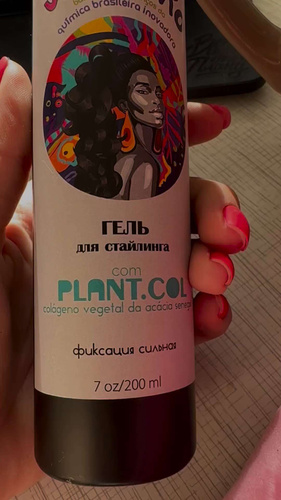 química brasileira inovadora
ГЕЛЬ
для стайлинга
com
PLANT.COL
colágeno vegetal da acácia senegal
фиксация сильная
7 oz/200 ml